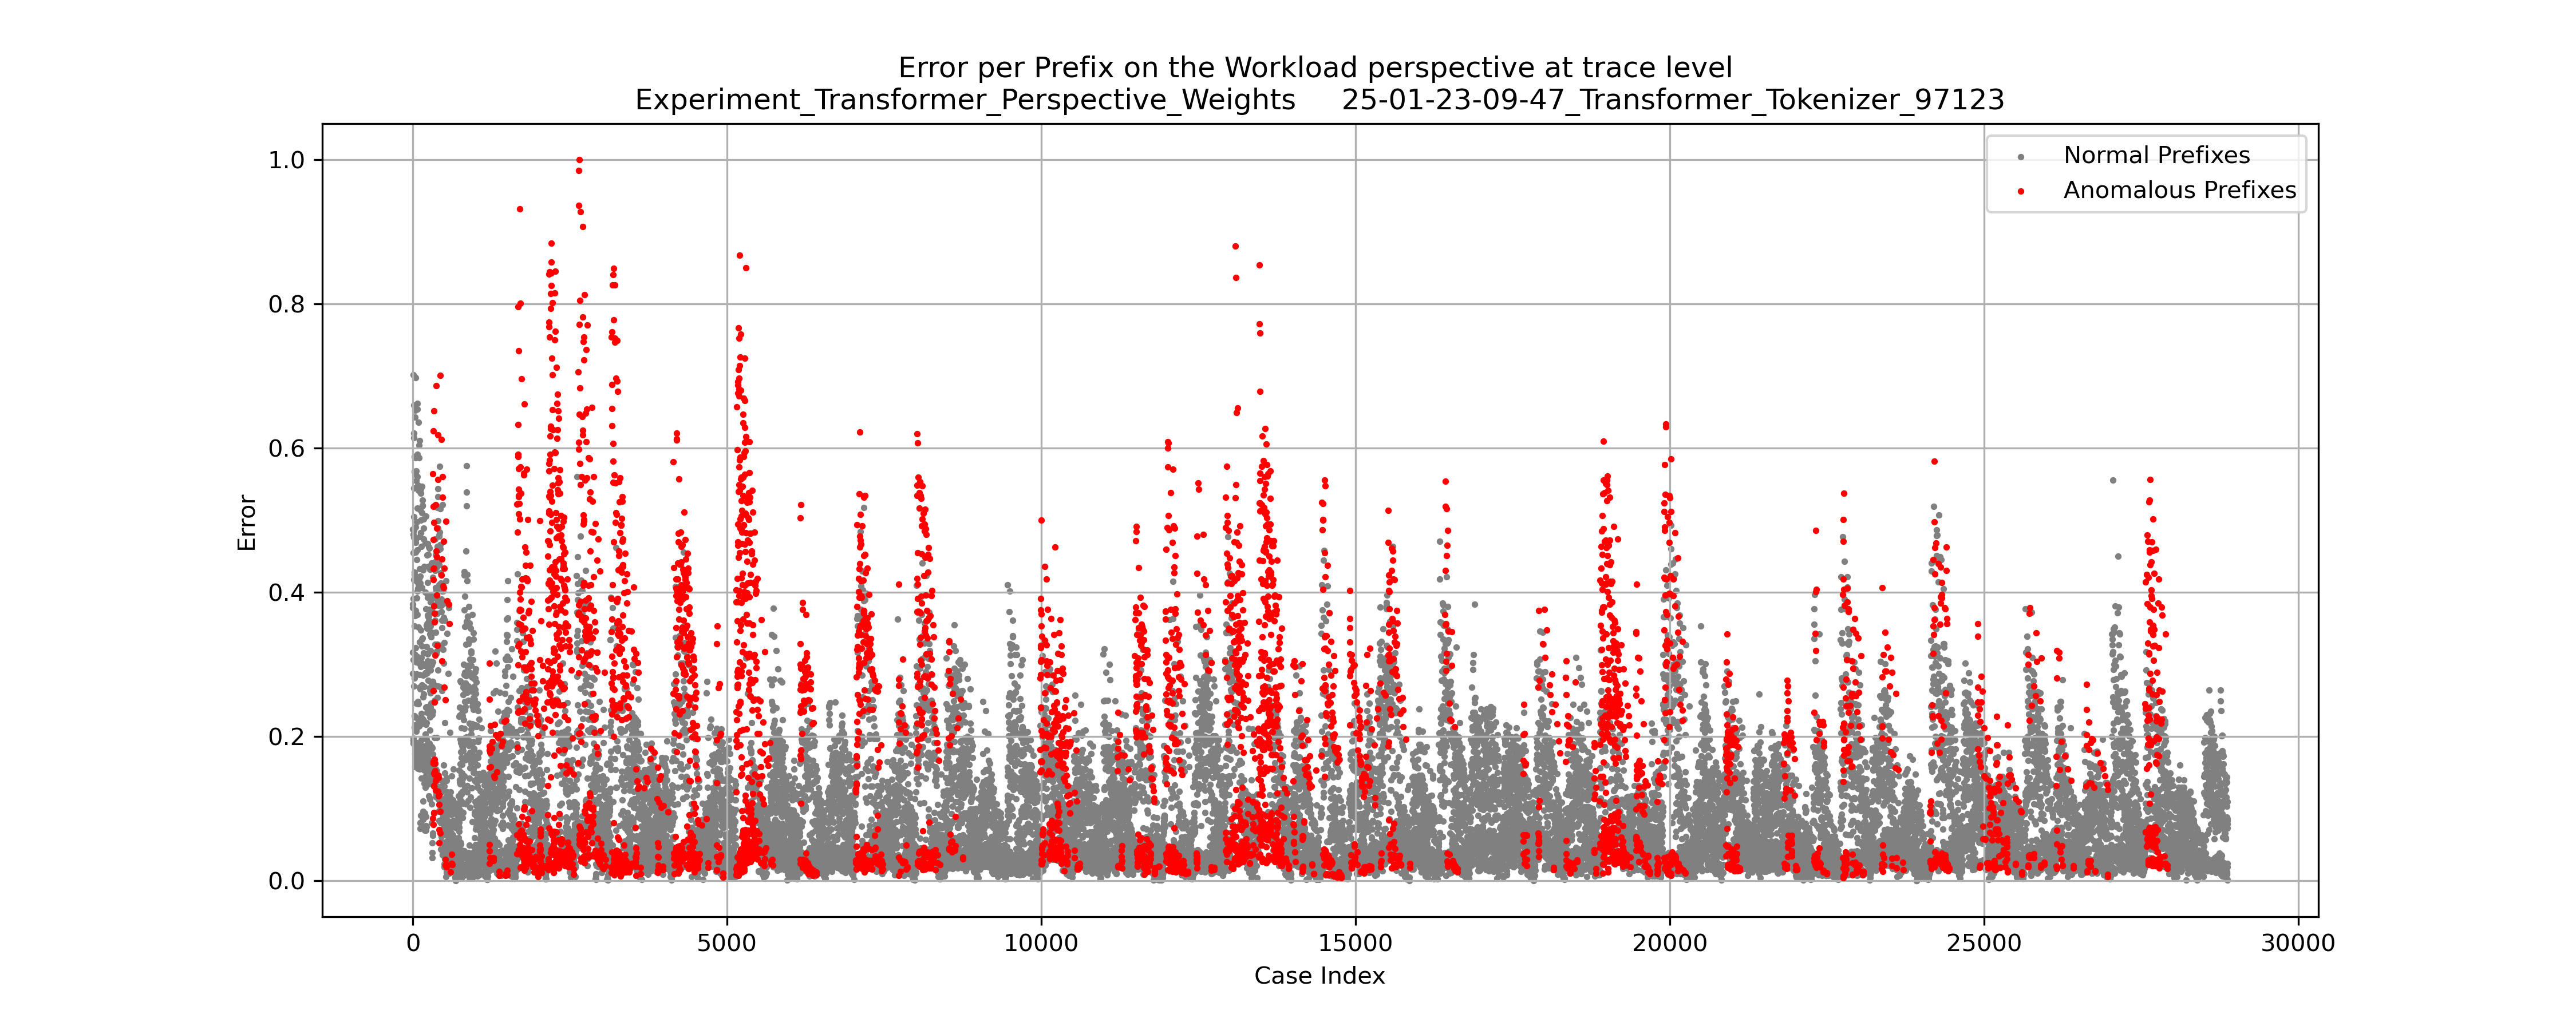 Error per Prefix on the Workload perspective at trace level
Experiment_Transformer_Perspective_Weights 25-01-23-09-47_Transformer_Tokenizer_97123
Normal Prefixes
Anomalous Prefixes
1.0
0.8
0.6
0.4
0.2
0.0
Error
0 5000 10000 15000 20000 25000 30000
Case Index